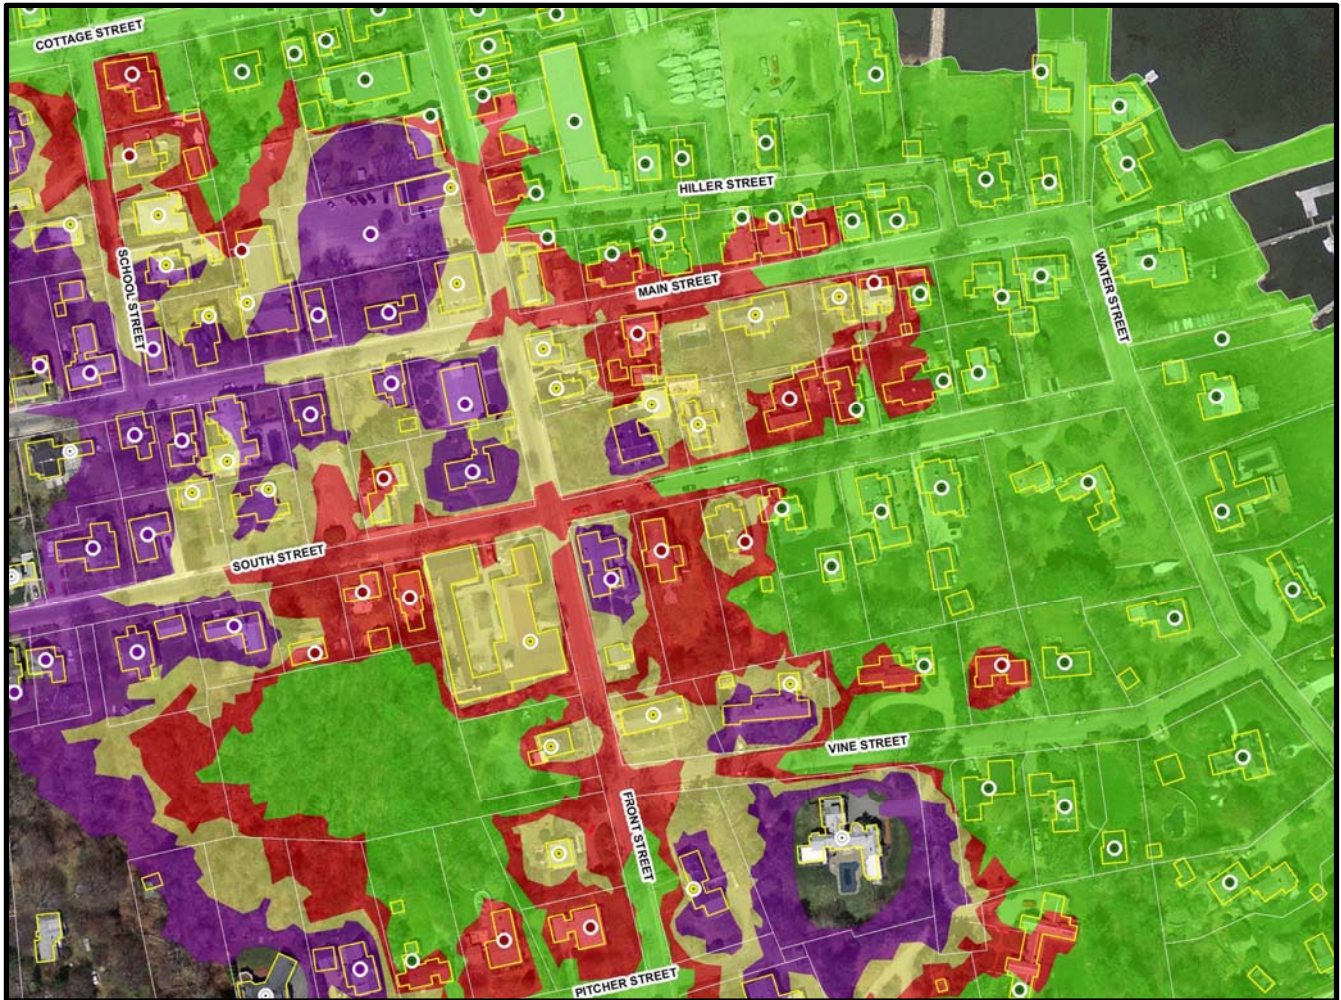 COTTAGE STREET
HILLER STREET
SCHOOL STREET
MAIN STREET
WATER STREET
SOUTH STREET
VINE STREET
FRONT STREET
PITCHER STREET